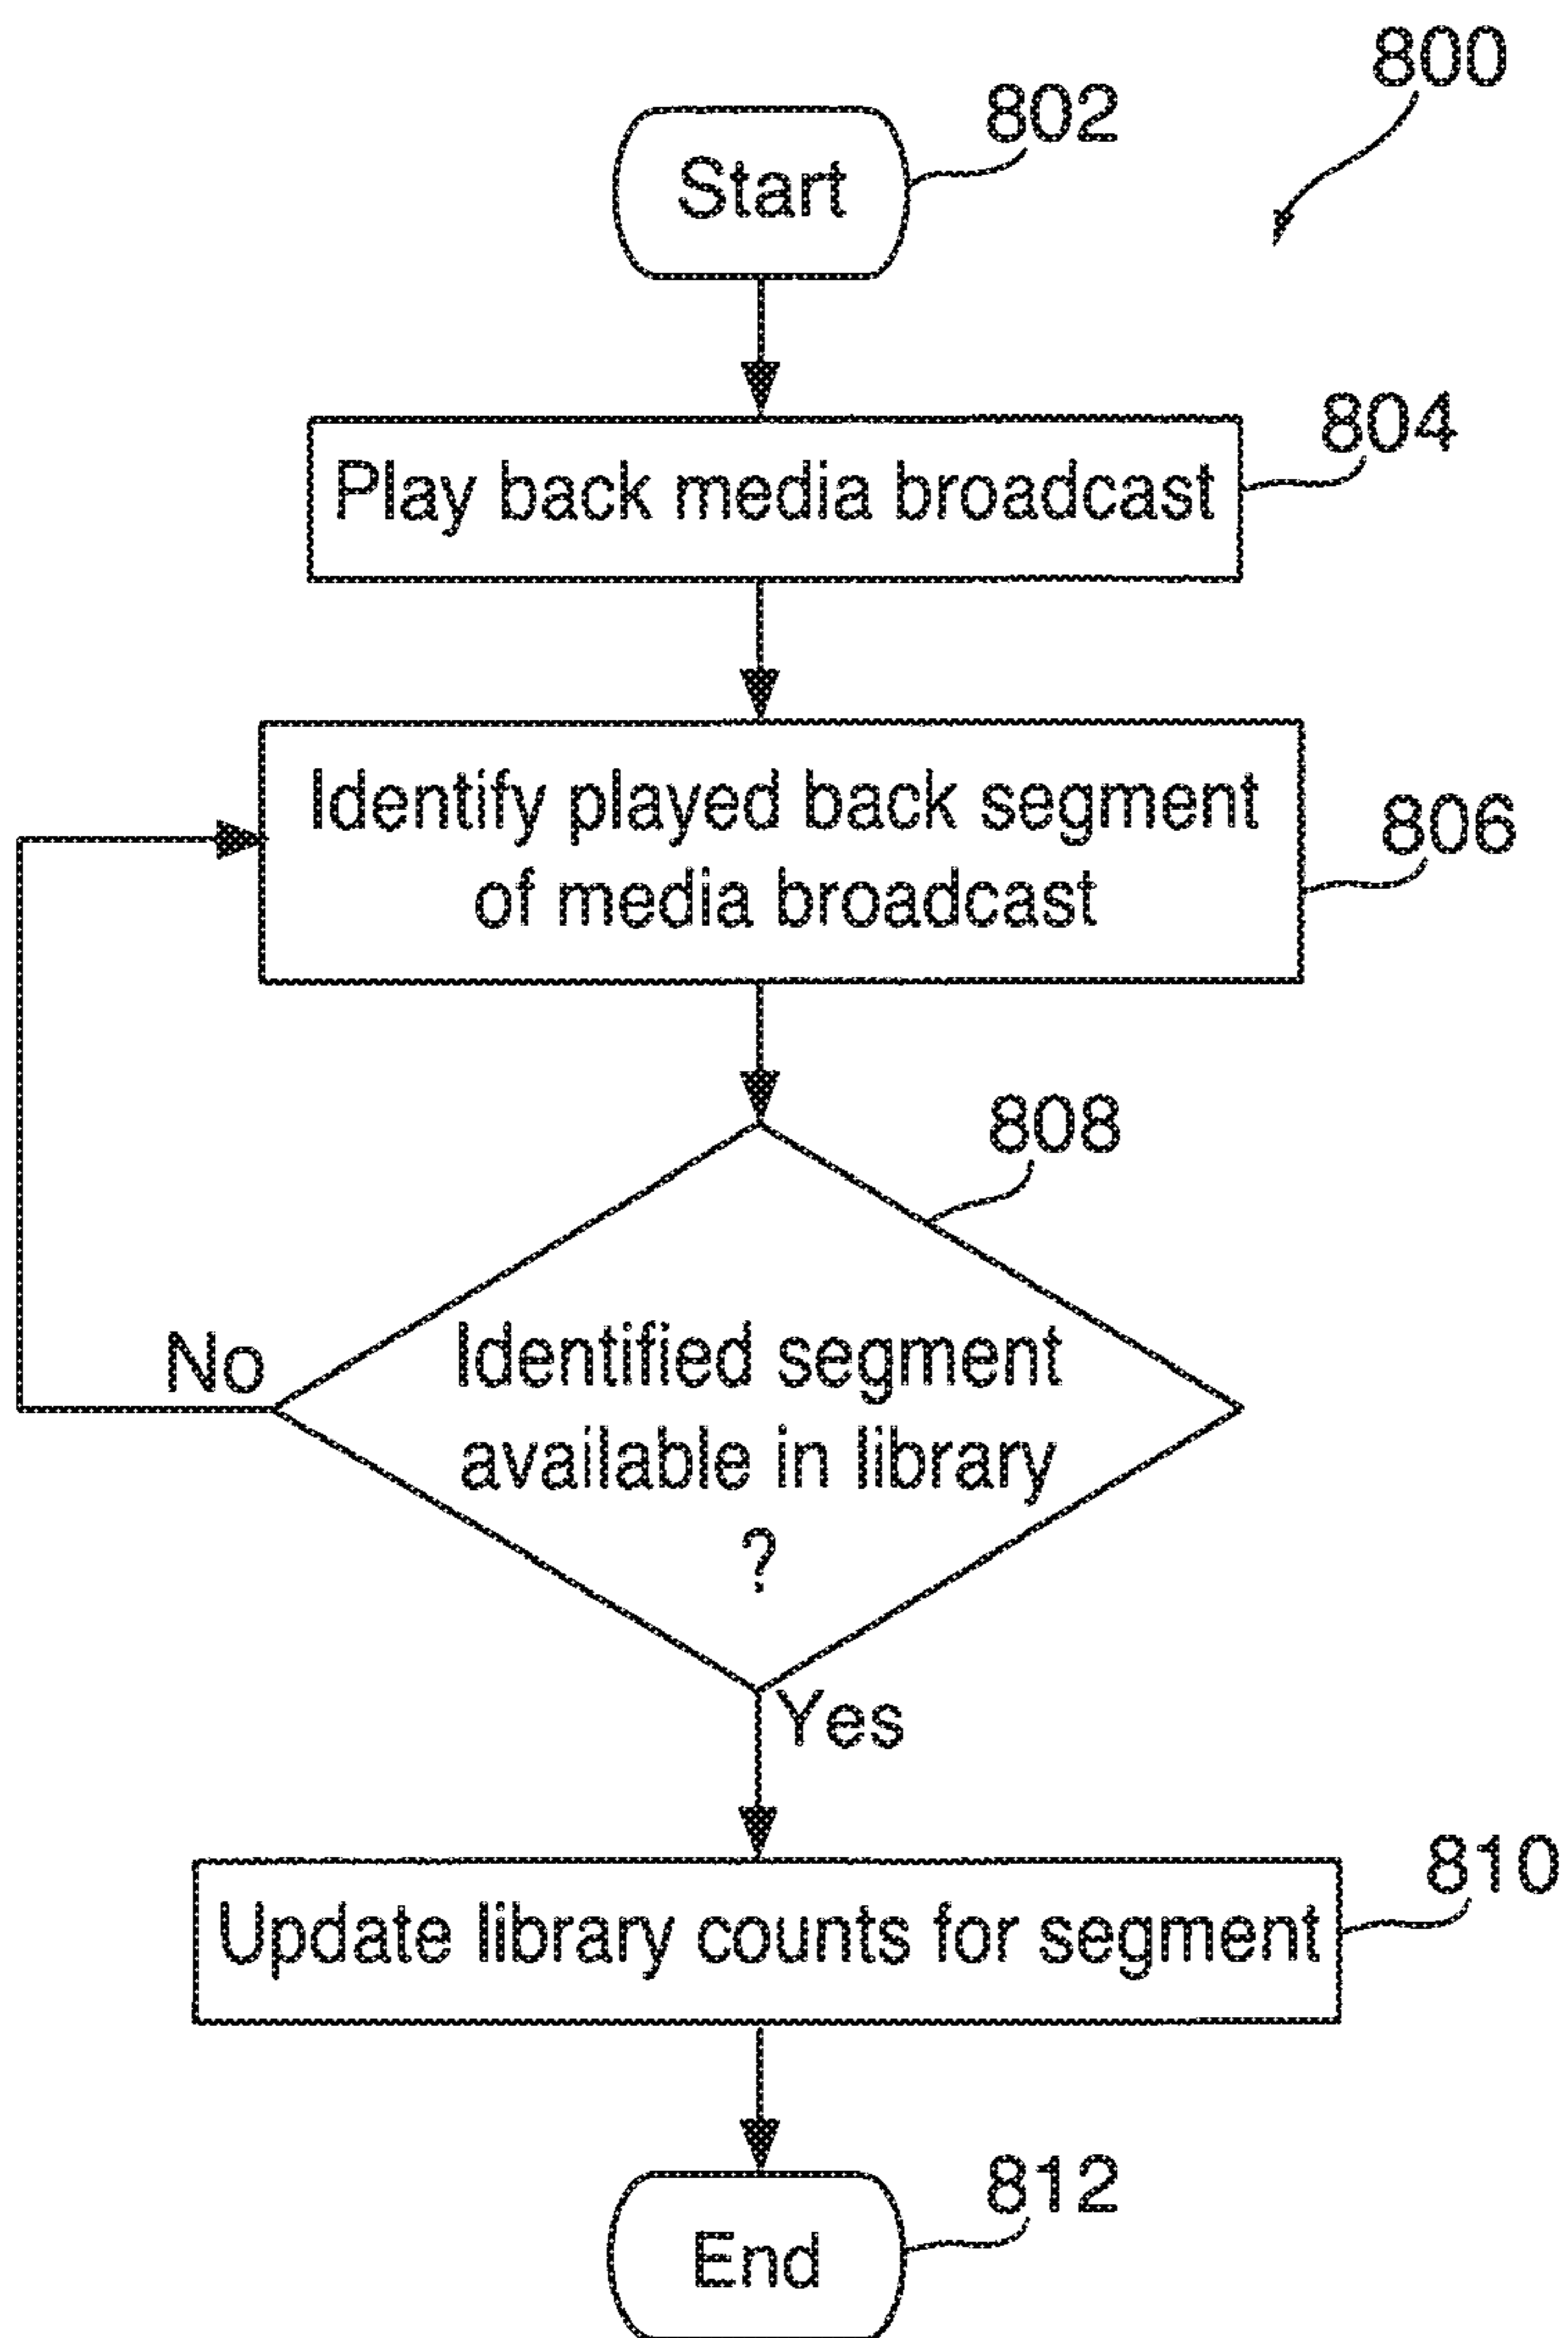 800
802
Start
804
Play back media broadcast
806
Identify played back segment
of media broadcast
808
Identified segment
available in library
?
No
Yes
810
Update library counts for segment
812
End